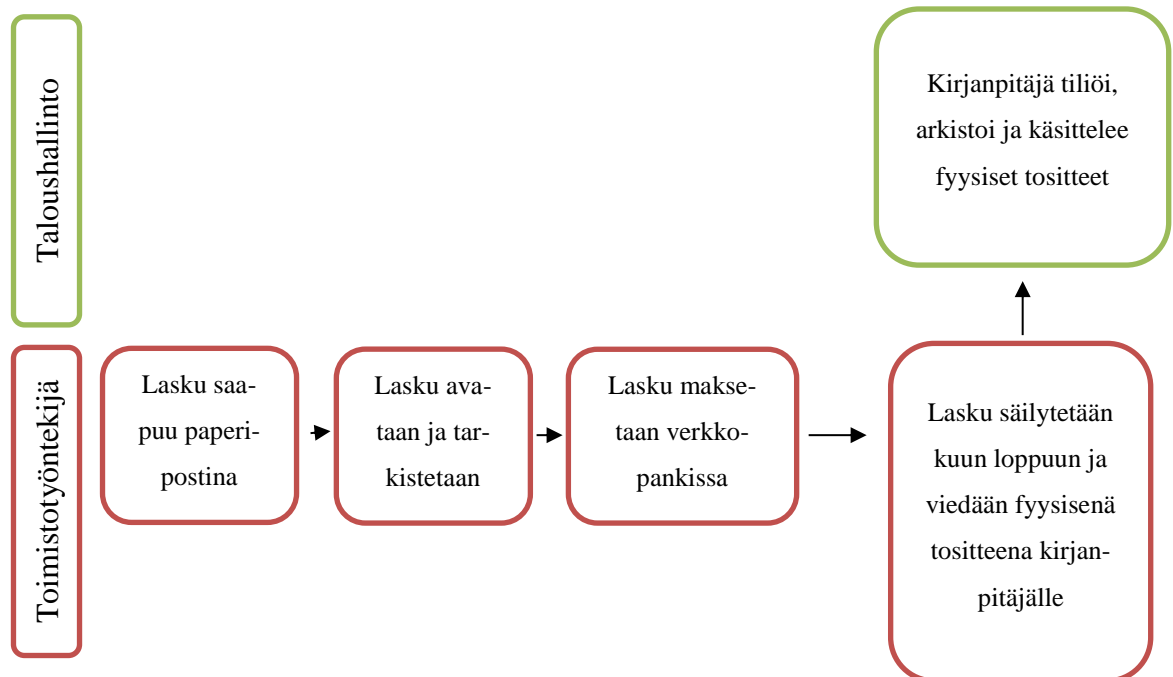 Taloushallinto
Kirjanpitäjä tiliöi,
arkistoi ja käsittelee
fyysiset tositteet
Toimistotyöntekijä
Lasku saa-
puu paperi-
postina
Lasku ava-
taan ja tar-
kistetaan
Lasku makse-
taan verkko-
pankissa
Lasku säilytetään
kuun loppuun ja
viedään fyysisenä
tositteena kirjan-
pitäjälle